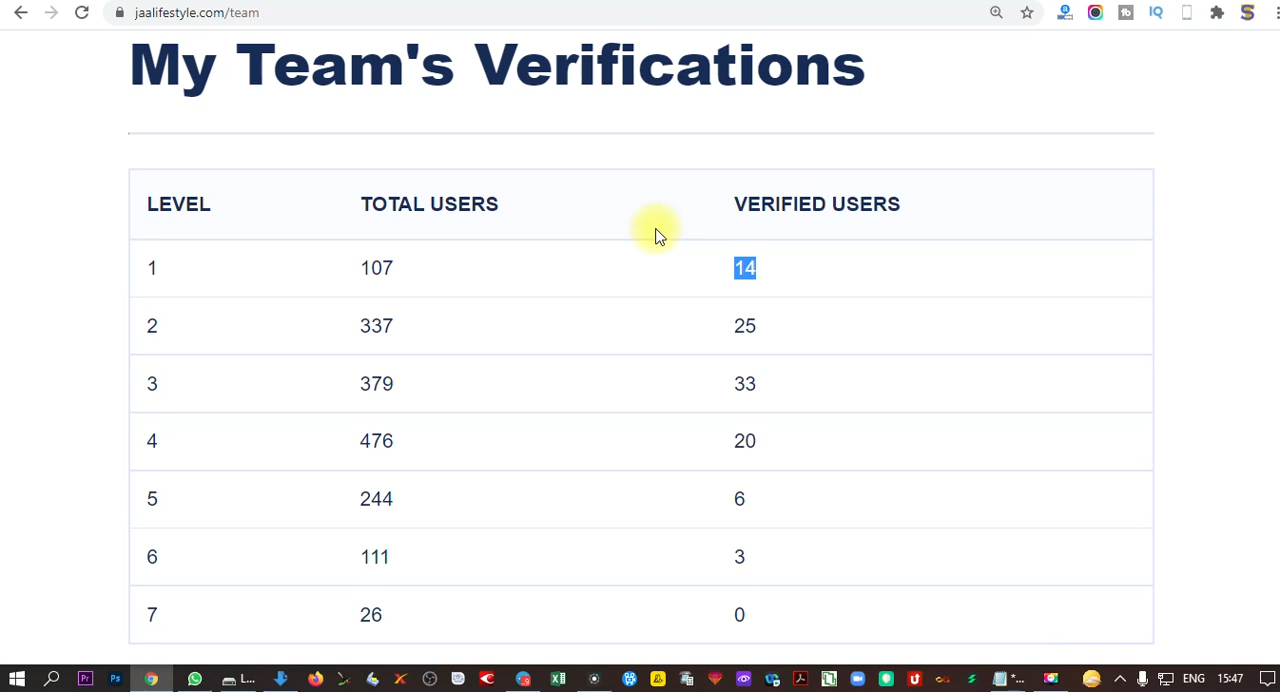 jaalifestyle.com/team
My Team's Verifications
LEVEL TOTAL USERS VERIFIED USERS
1 107 14
2 337 25
3 379 33
4 476 20
5 244 6
6 111 3
7 26 0
L... ENG 15:47